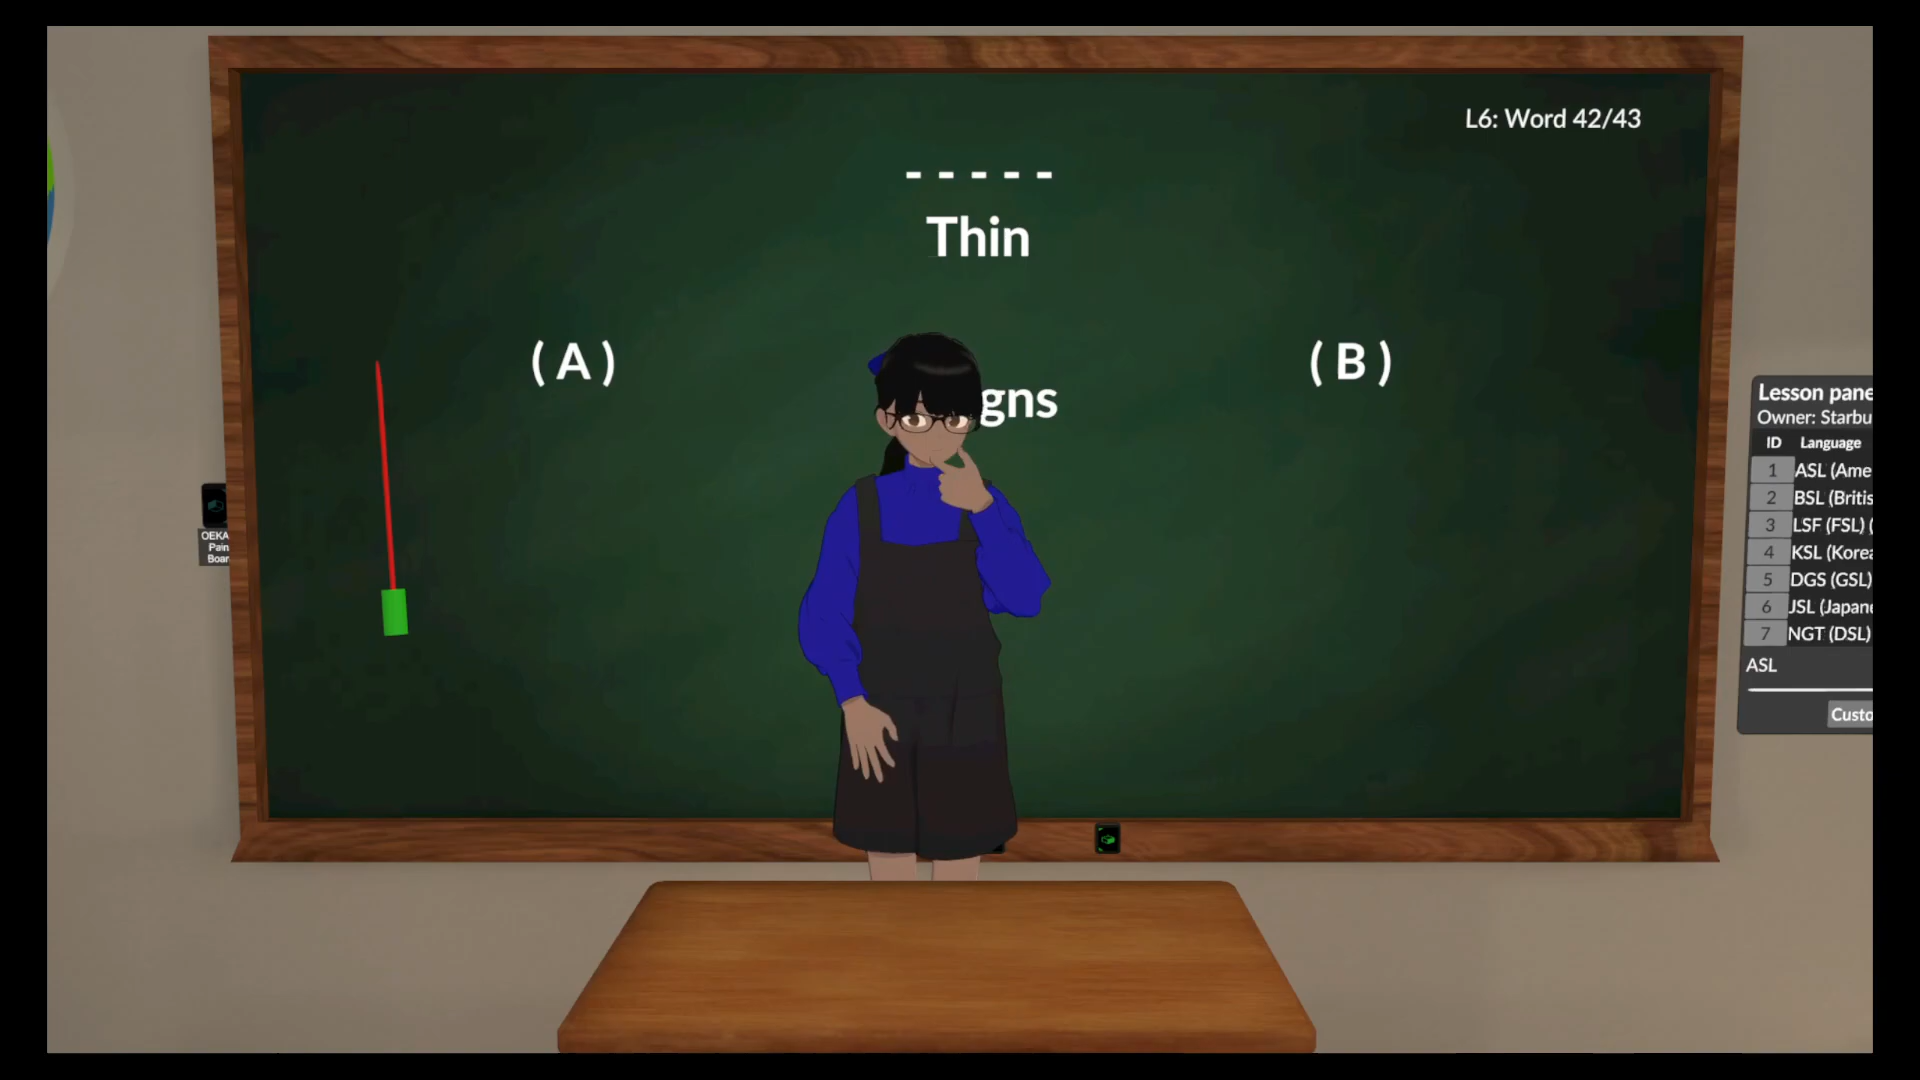 L6: Word 42/43
- - - - -
Thin
( A )
( B )
gns
OEKA
Pain
Boar
Lesson pane
Owner: Starbu
ID Language
1 ASL (Ame
2 BSL (Britis
3 LSF (FSL) (
4 KSL (Korea
5 DGS (GSL)
6 JSL (Japane
7 NGT (DSL)
ASL
Custo